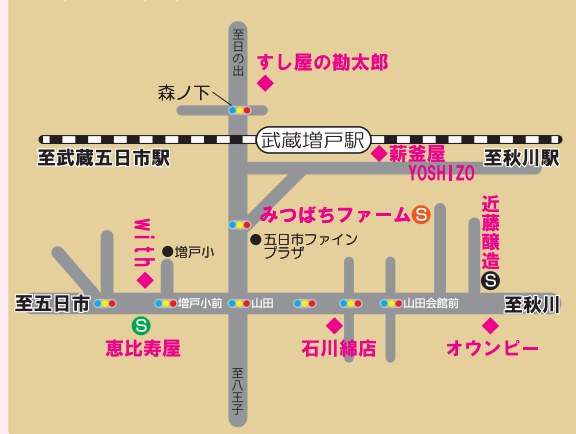 至日の出
すし屋の勘太郎
森ノ下
武蔵増戸駅
至武蔵五日市駅
薪釜屋
YOSHIZO
至秋川駅
みつばちファーム S
近藤醸造
S
with
増戸小
五日市ファイン
プラザ
至五日市
増戸小前
山田
山田会館前
至秋川
S
恵比寿屋
石川綿店
オウンピー
至八王子